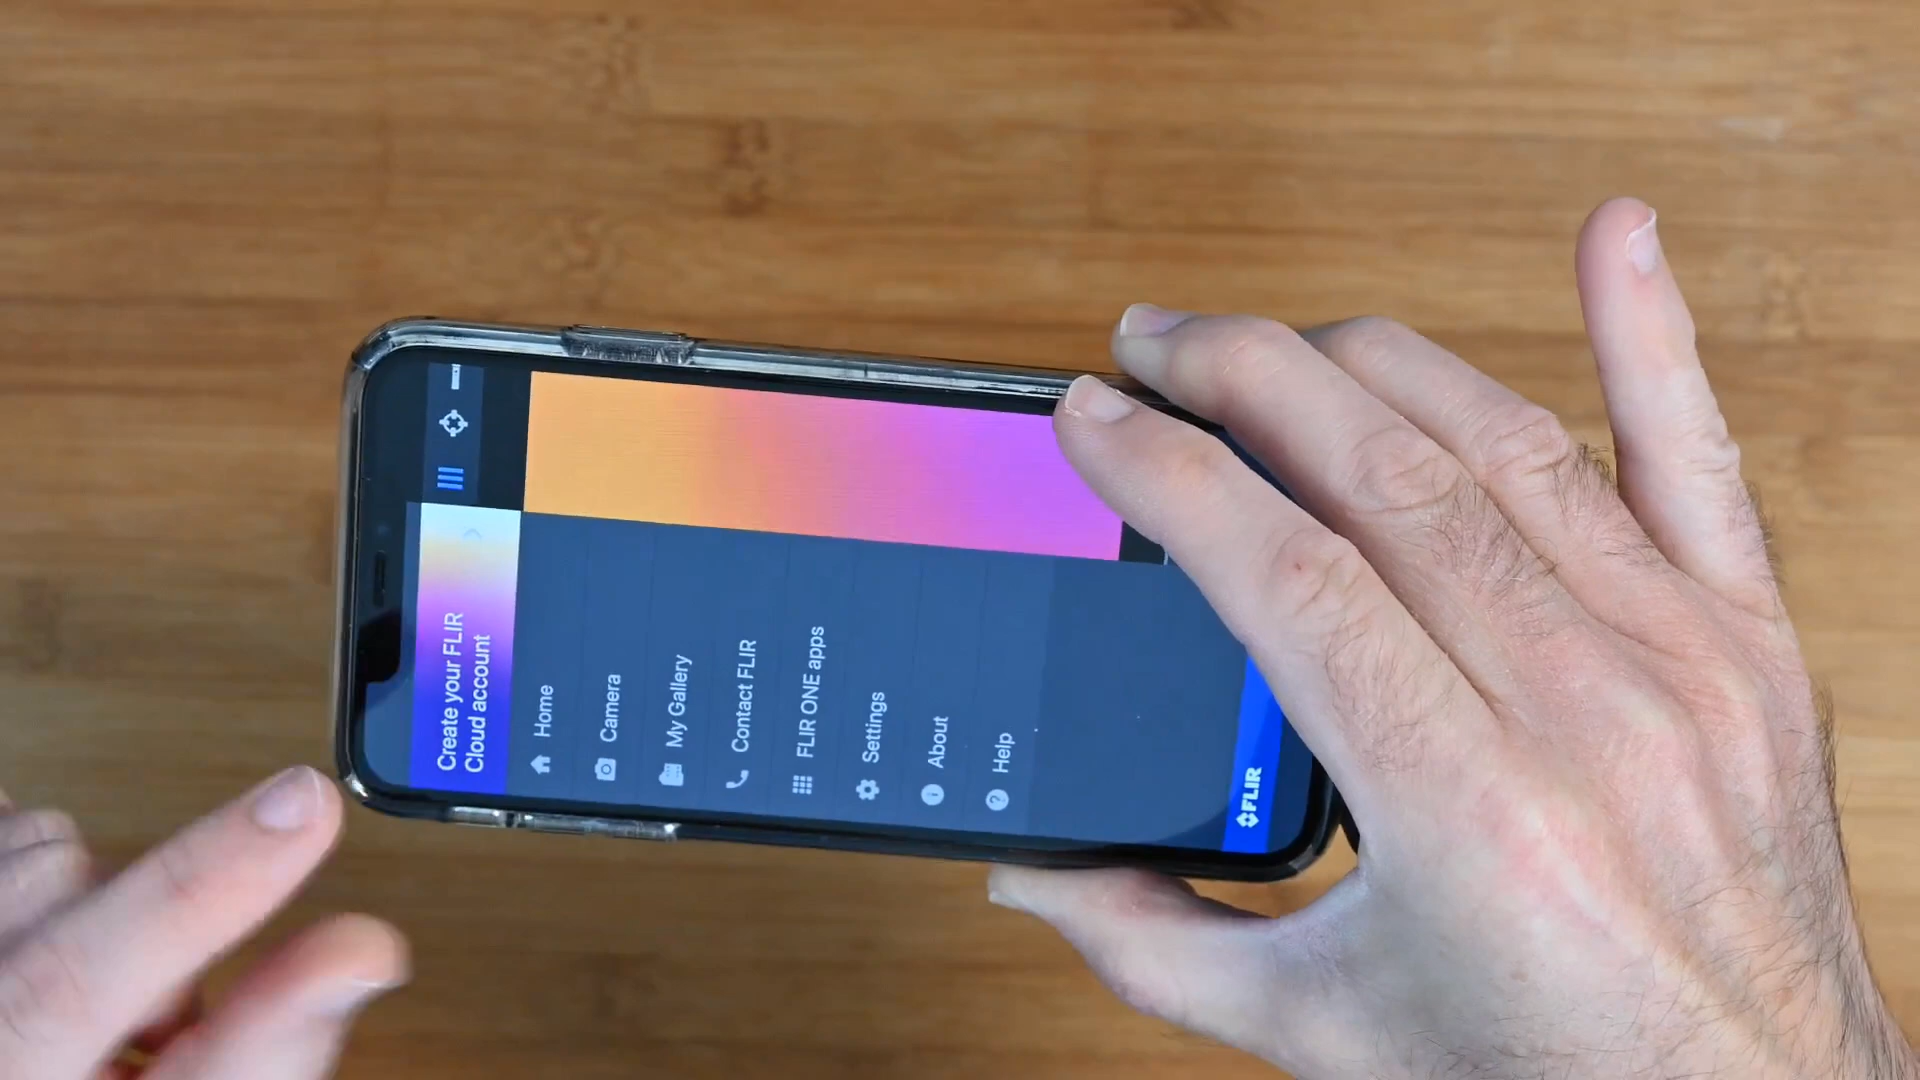 Create your FLIR
Cloud account
Home
Camera
My Gallery
Contact FLIR
FLIR ONE apps
Settings
About
Help
FLIR